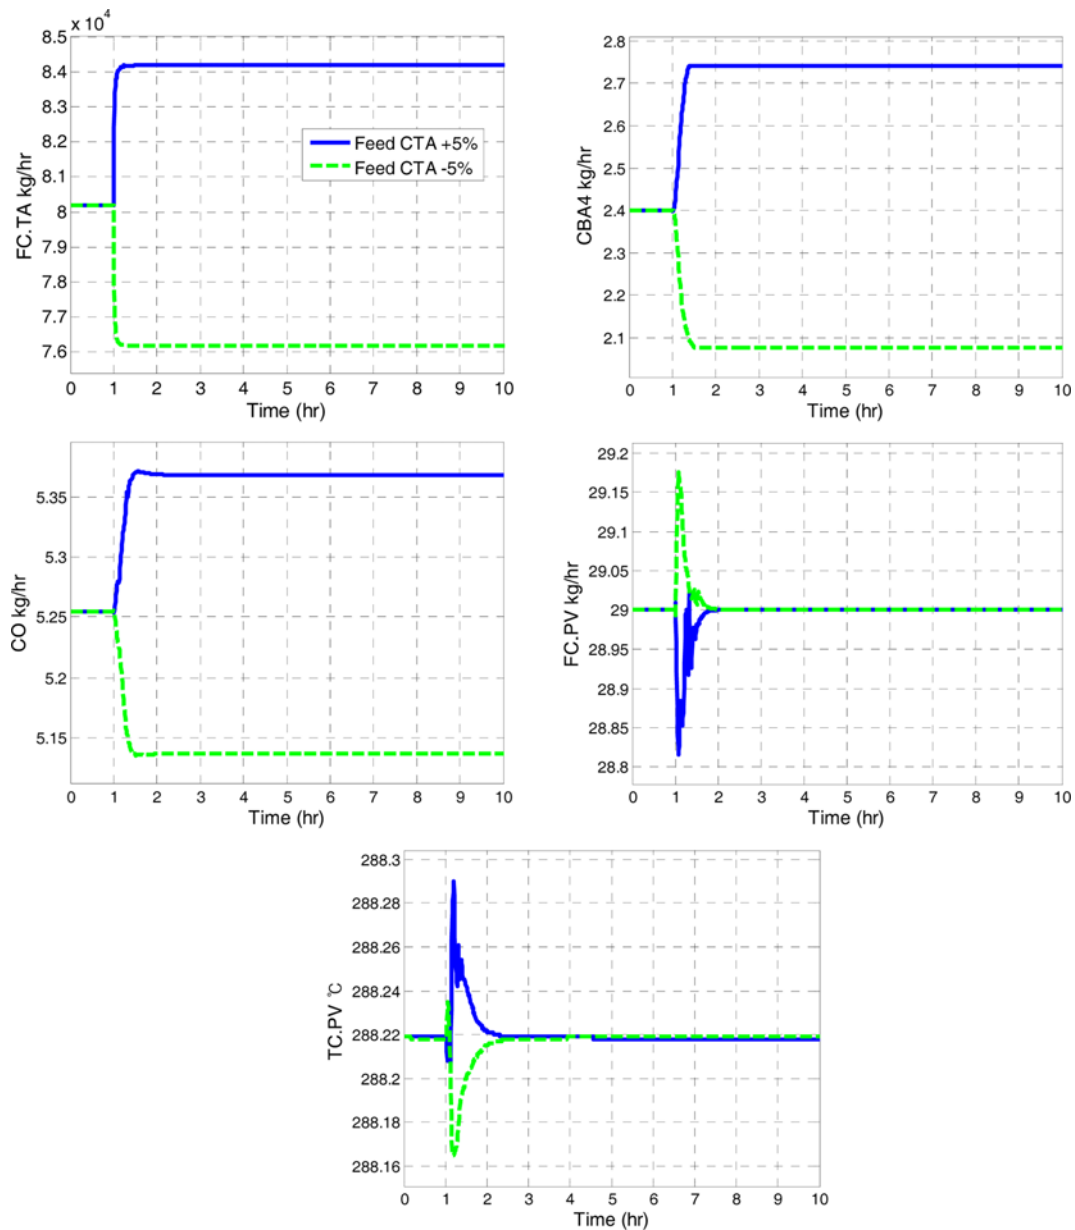 x 10⁴
8.5
8.4
8.3
8.2
8.1
8
7.9
7.8
7.7
7.6
FC.TA kg/hr
Feed CTA +5%
Feed CTA -5%
0 1 2 3 4 5 6 7 8 9 10
Time (hr)
2.8
2.7
2.6
2.5
2.4
2.3
2.2
2.1
CBA4 kg/hr
0 1 2 3 4 5 6 7 8 9 10
Time (hr)
5.35
5.3
5.25
5.2
5.15
CO kg/hr
0 1 2 3 4 5 6 7 8 9 10
Time (hr)
29.2
29.15
29.1
29.05
29
28.95
28.9
28.85
28.8
FC.PV kg/hr
0 1 2 3 4 5 6 7 8 9 10
Time (hr)
288.3
288.28
288.26
288.24
288.22
288.2
288.18
288.16
TC.PV ℃
0 1 2 3 4 5 6 7 8 9 10
Time (hr)